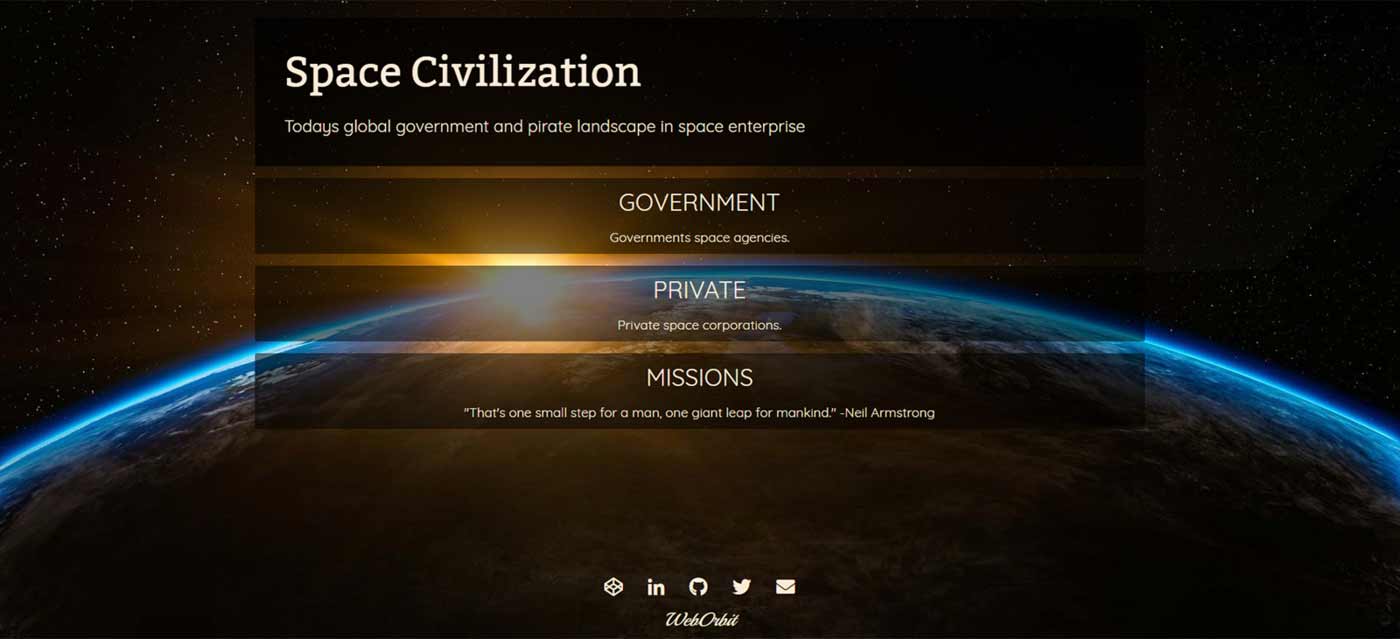 Space Civilization
Todays global government and pirate landscape in space enterprise
GOVERNMENT
Governments space agencies.
PRIVATE
Private space corporations.
MISSIONS
"That's one small step for a man, one giant leap for mankind." -Neil Armstrong
in
WebOrbit